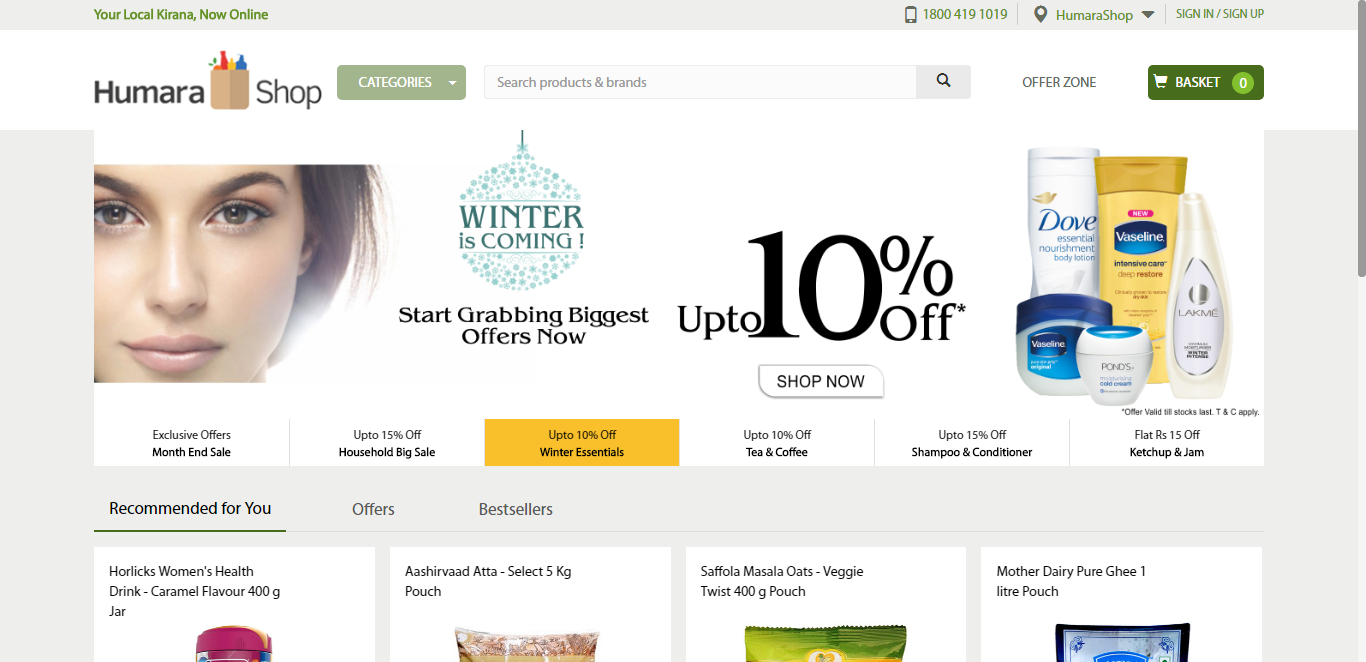 Your Local Kirana, Now Online
1800 419 1019
HumaraShop
SIGN IN / SIGN UP
Humara Shop
CATEGORIES
Search products & brands
OFFER ZONE
BASKET 0
WINTER
is COMING !
Start Grabbing Biggest
Offers Now
Upto 10% Off*
SHOP NOW
Dove
essential
nourishment
body lotion
NEW
Vaseline
intensive care
deep restore
LAKMÉ
WINTER
INTENSE
Vaseline
original
POND'S
moisturising
cold cream
*Offer Valid till stocks last. T & C apply.
Exclusive Offers
Month End Sale
Upto 15% Off
Household Big Sale
Upto 10% Off
Winter Essentials
Upto 10% Off
Tea & Coffee
Upto 15% Off
Shampoo & Conditioner
Flat Rs 15 Off
Ketchup & Jam
Recommended for You
Offers
Bestsellers
Horlicks Women's Health
Drink - Caramel Flavour 400 g
Jar
Aashirvaad Atta - Select 5 Kg
Pouch
Saffola Masala Oats - Veggie
Twist 400 g Pouch
Mother Dairy Pure Ghee 1
litre Pouch